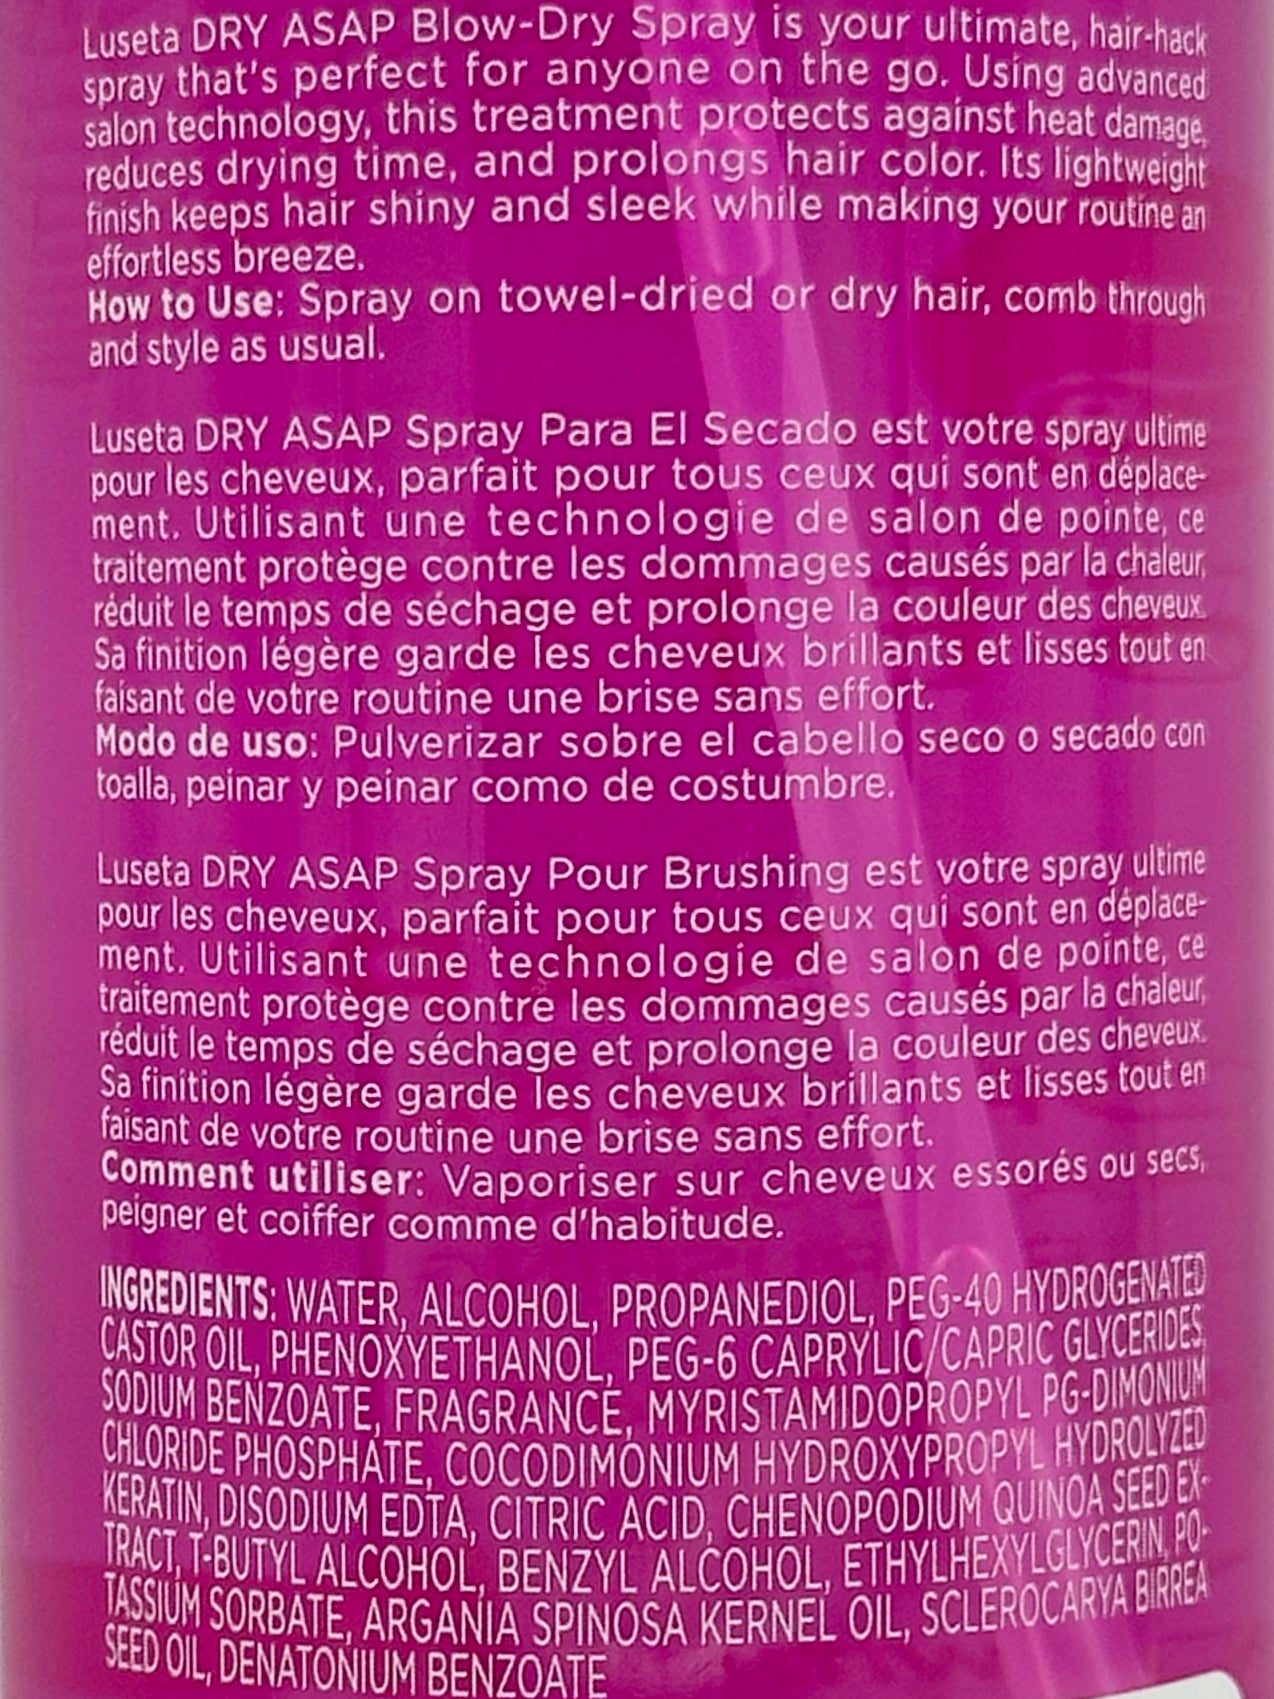 Luseta DRY ASAP Blow-Dry Spray is your ultimate, hair-hack
spray that's perfect for anyone on the go. Using advanced
salon technology, this treatment protects against heat damage,
reduces drying time, and prolongs hair color. Its lightweight
finish keeps hair shiny and sleek while making your routine an
effortless breeze.
How to Use: Spray on towel-dried or dry hair, comb through
and style as usual.
Luseta DRY ASAP Spray Para El Secado est votre spray ultime
pour les cheveux, parfait pour tous ceux qui sont en déplace-
ment. Utilisant une technologie de salon de pointe, ce
traitement protège contre les dommages causés par la chaleur,
réduit le temps de séchage et prolonge la couleur des cheveux.
Sa finition légère garde les cheveux brillants et lisses tout en
faisant de votre routine une brise sans effort.
Modo de uso: Pulverizar sobre el cabello seco o secado con
toalla, peinar y peinar como de costumbre.
Luseta DRY ASAP Spray Pour Brushing est votre spray ultime
pour les cheveux, parfait pour tous ceux qui sont en déplace-
ment. Utilisant une technologie de salon de pointe, ce
traitement protège contre les dommages causés par la chaleur,
réduit le temps de séchage et prolonge la couleur des cheveux.
Sa finition légère garde les cheveux brillants et lisses tout en
faisant de votre routine une brise sans effort.
Comment utiliser: Vaporiser sur cheveux essorés ou secs,
peigner et coiffer comme d'habitude.
INGREDIENTS: WATER, ALCOHOL, PROPANEDIOL, PEG-40 HYDROGENATED
CASTOR OIL, PHENOXYETHANOL, PEG-6 CAPRYLIC/CAPRIC GLYCERIDES,
SODIUM BENZOATE, FRAGRANCE, MYRISTAMIDOPROPYL PG-DIMONIUM
CHLORIDE PHOSPHATE, COCODIMONIUM HYDROXYPROPYL HYDROLYZED
KERATIN, DISODIUM EDTA, CITRIC ACID, CHENOPODIUM QUINOA SEED EX-
TRACT, T-BUTYL ALCOHOL, BENZYL ALCOHOL, ETHYLHEXYLGLYCERIN, PO-
TASSIUM SORBATE, ARGANIA SPINOSA KERNEL OIL, SCLEROCARYA BIRREA
SEED OIL, DENATONIUM BENZOATE